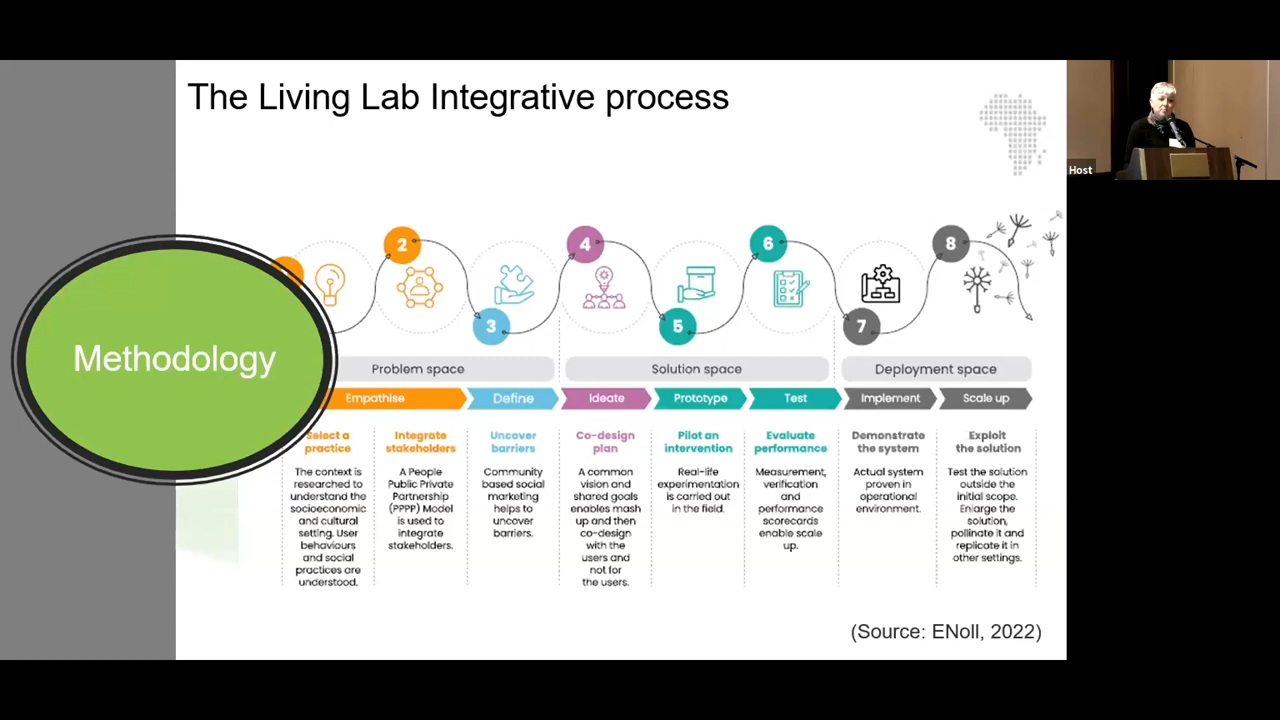 The Living Lab Integrative process
Host
Methodology
2
4
6
8
3
5
7
Problem space
Solution space
Deployment space
Empathise
Define
Ideate
Prototype
Test
Implement
Scale up
Select a
practice
The context is
researched to
understand the
socioeconomic
and cultural
setting. User
behaviours
and social
practices are
understood.
Integrate
stakeholders
A People
Public Private
Partnership
(PPPP) Model
is used to
integrate
stakeholders.
Uncover
barriers
Community
based social
marketing
helps to
uncover
barriers.
Co-design
plan
A common
vision and
shared goals
enables mash
up and then
co-design
with the
users and
not for
the users.
Pilot an
intervention
Real-life
experimentation
is carried out
in the field.
Evaluate
performance
Measurement,
verification
and
performance
scorecards
enable scale
up.
Demonstrate
the system
Actual system
proven in
operational
environment.
Exploit
the solution
Test the solution
outside the
initial scope.
Enlarge the
solution,
pollinate it and
replicate it in
other settings.
(Source: ENoll, 2022)